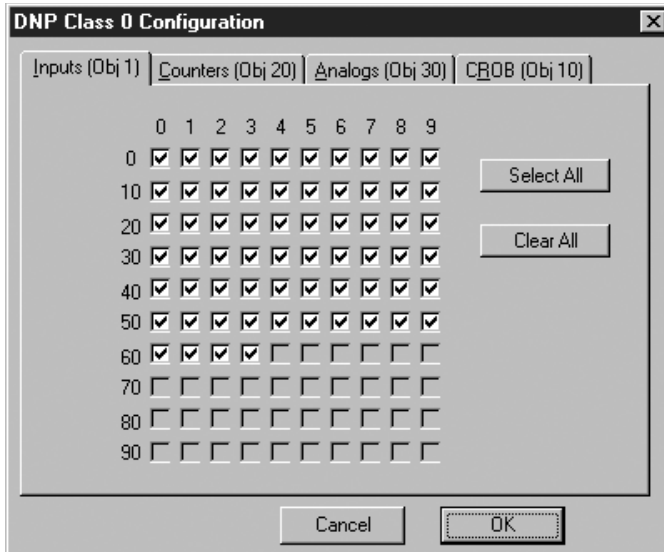 DNP Class 0 Configuration
Inputs (Obj 1) Counters (Obj 20) Analogs (Obj 30) CROB (Obj 10)
0 1 2 3 4 5 6 7 8 9
0
10
Select All
20
Clear All
30
40
50
60
70
80
90
Cancel OK